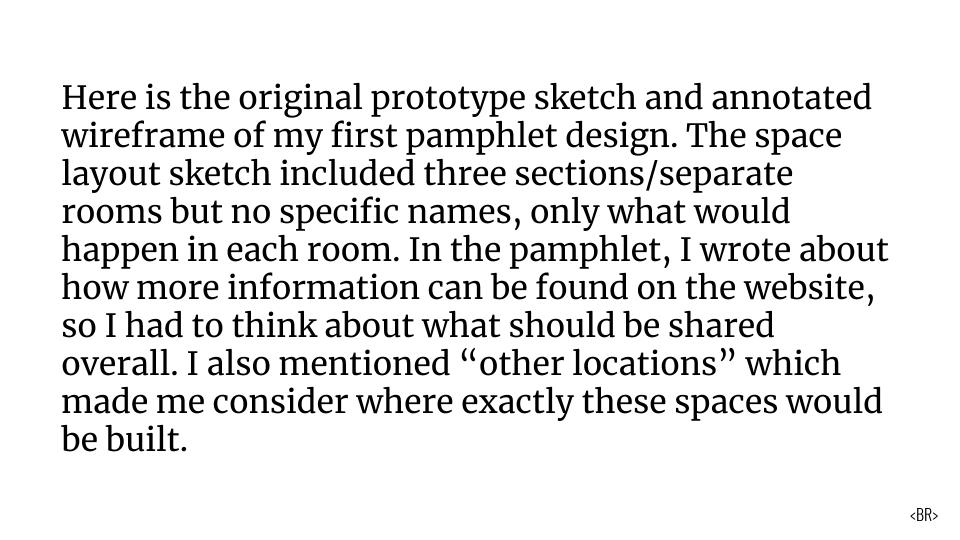 Here is the original prototype sketch and annotated
wireframe of my first pamphlet design. The space
layout sketch included three sections/separate
rooms but no specific names, only what would
happen in each room. In the pamphlet, I wrote about
how more information can be found on the website,
so I had to think about what should be shared
overall. I also mentioned “other locations” which
made me consider where exactly these spaces would
be built.
<BR>